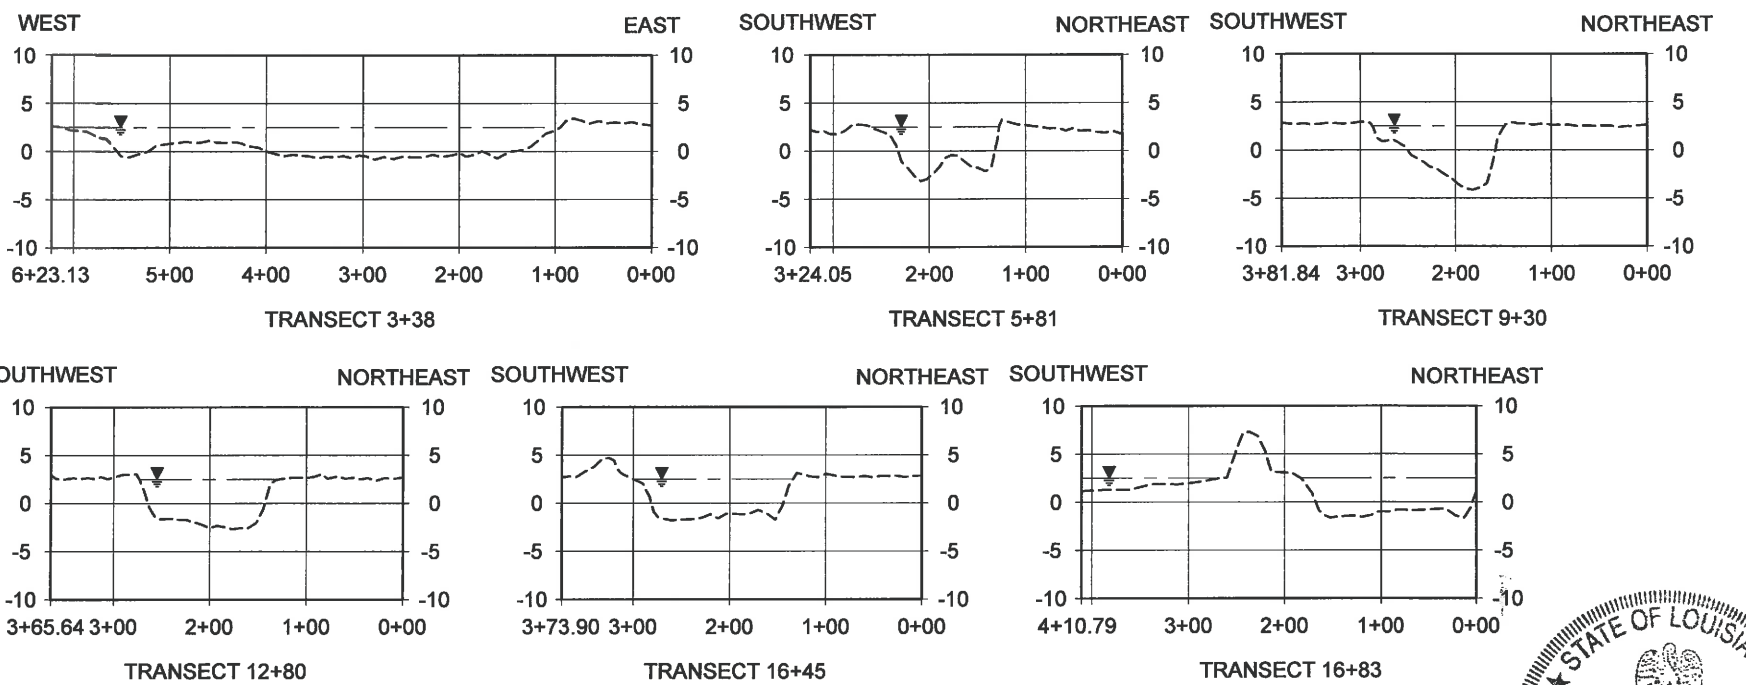 WEST EAST
10 10
5 5
0 0
-5 -5
-10 -10
6+23.13 5+00 4+00 3+00 2+00 1+00 0+00
TRANSECT 3+38
SOUTHWEST NORTHEAST
10 10
5 5
0 0
-5 -5
-10 -10
3+24.05 2+00 1+00 0+00
TRANSECT 5+81
SOUTHWEST NORTHEAST
10 10
5 5
0 0
-5 -5
-10 -10
3+81.84 3+00 2+00 1+00 0+00
TRANSECT 9+30
OUTHWEST NORTHEAST
10 10
5 5
0 0
-5 -5
-10 -10
3+65.64 3+00 2+00 1+00 0+00
TRANSECT 12+80
SOUTHWEST NORTHEAST
10 10
5 5
0 0
-5 -5
-10 -10
3+73.90 3+00 2+00 1+00 0+00
TRANSECT 16+45
SOUTHWEST NORTHEAST
10 10
5 5
0 0
-5 -5
-10 -10
4+10.79 3+00 2+00 1+00 0+00
TRANSECT 16+83
STATE OF LOUISIA